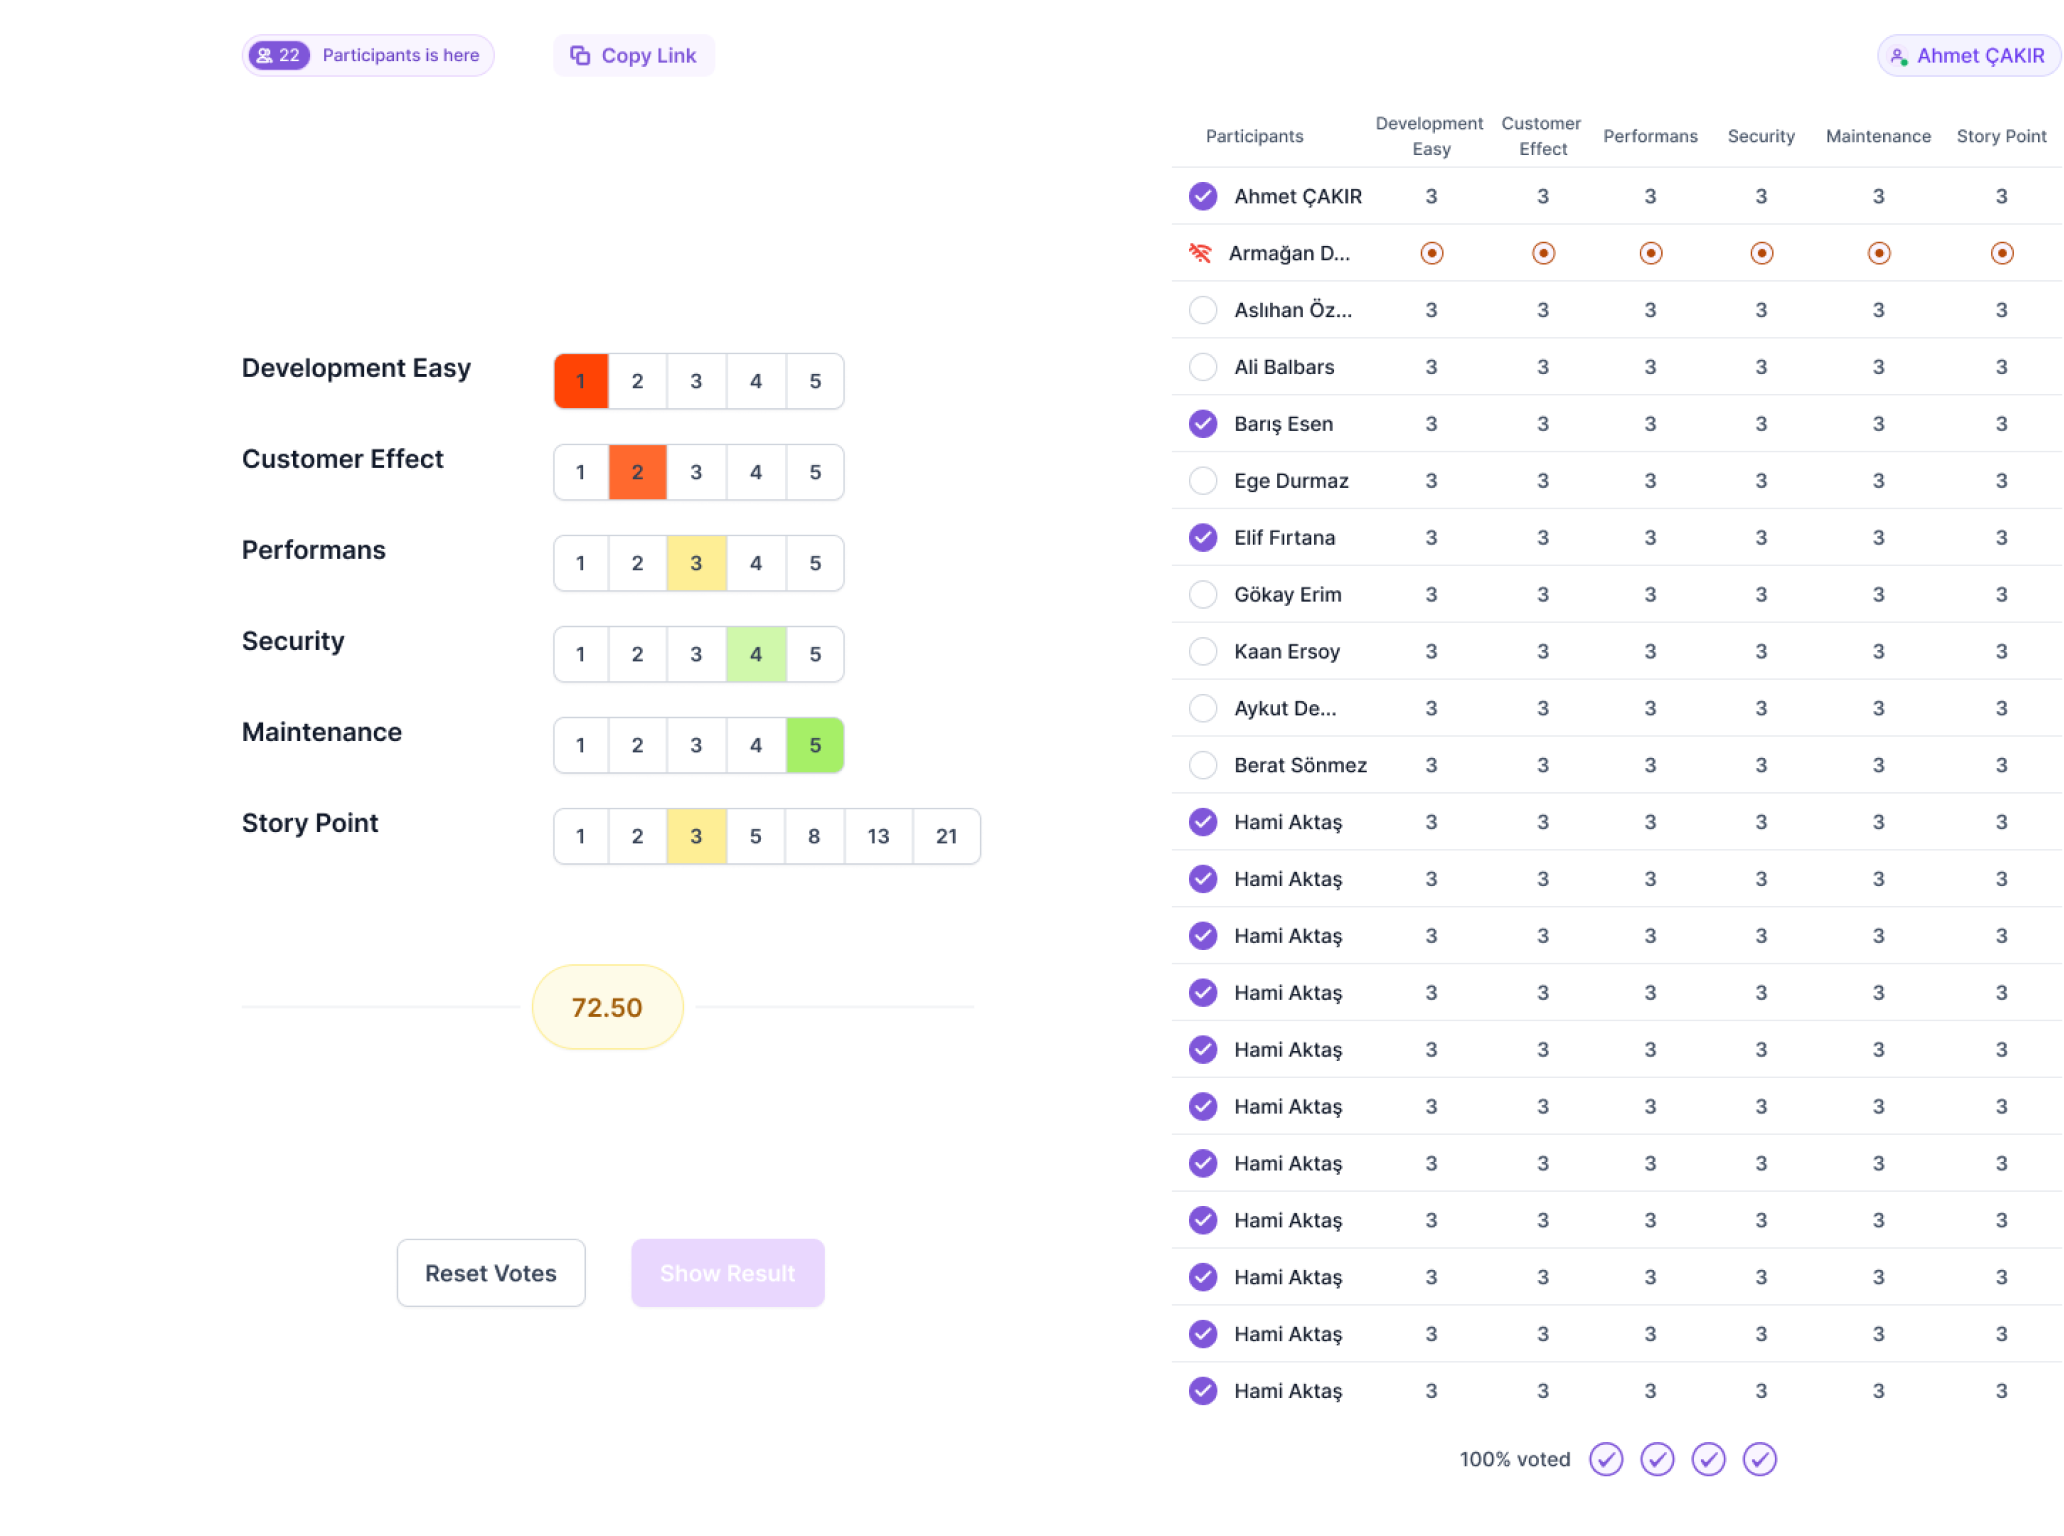 22 Participants is here
Copy Link
Ahmet ÇAKIR
Development Easy
1 2 3 4 5
Customer Effect
1 2 3 4 5
Performans
1 2 3 4 5
Security
1 2 3 4 5
Maintenance
1 2 3 4 5
Story Point
1 2 3 5 8 13 21
72.50
Reset Votes
Show Result
Participants Development Easy Customer Effect Performans Security Maintenance Story Point
Ahmet ÇAKIR 3 3 3 3 3 3
Armağan D...
Aslıhan Öz... 3 3 3 3 3 3
Ali Balbars 3 3 3 3 3 3
Barış Esen 3 3 3 3 3 3
Ege Durmaz 3 3 3 3 3 3
Elif Fırtana 3 3 3 3 3 3
Gökay Erim 3 3 3 3 3 3
Kaan Ersoy 3 3 3 3 3 3
Aykut De... 3 3 3 3 3 3
Berat Sönmez 3 3 3 3 3 3
Hami Aktaş 3 3 3 3 3 3
Hami Aktaş 3 3 3 3 3 3
Hami Aktaş 3 3 3 3 3 3
Hami Aktaş 3 3 3 3 3 3
Hami Aktaş 3 3 3 3 3 3
Hami Aktaş 3 3 3 3 3 3
Hami Aktaş 3 3 3 3 3 3
Hami Aktaş 3 3 3 3 3 3
Hami Aktaş 3 3 3 3 3 3
Hami Aktaş 3 3 3 3 3 3
Hami Aktaş 3 3 3 3 3 3
100% voted